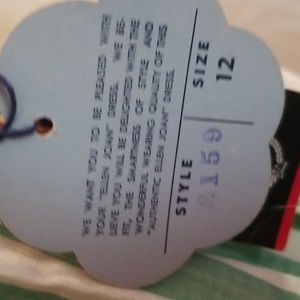 WE WANT YOU TO BE PLEASED WITH
YOUR "ELLEN JOAN" DRESS. WE BE-
LIEVE YOU WILL BE DELIGHTED WITH THE
FIT, THE SMARTNESS OF STYLE AND
WONDERFUL WEARING QUALITY OF THIS
"AUTHENTIC ELLEN JOAN" DRESS.
STYLE SIZE
2159 12